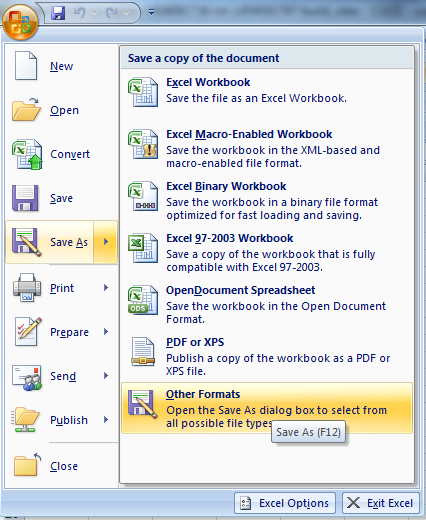 New
Open
Convert
Save
Save As
Print
Prepare
Send
Publish
Close
Save a copy of the document
Excel Workbook
Save the file as an Excel Workbook.
Excel Macro-Enabled Workbook
Save the workbook in the XML-based and
macro-enabled file format.
Excel Binary Workbook
Save the workbook in a binary file format
optimized for fast loading and saving.
Excel 97-2003 Workbook
Save a copy of the workbook that is fully
compatible with Excel 97-2003.
OpenDocument Spreadsheet
Save the workbook in the Open Document
Format.
PDF or XPS
Publish a copy of the workbook as a PDF or
XPS file.
Other Formats
Open the Save As dialog box to select from
all possible file types
Save As (F12)
Excel Options
Exit Excel